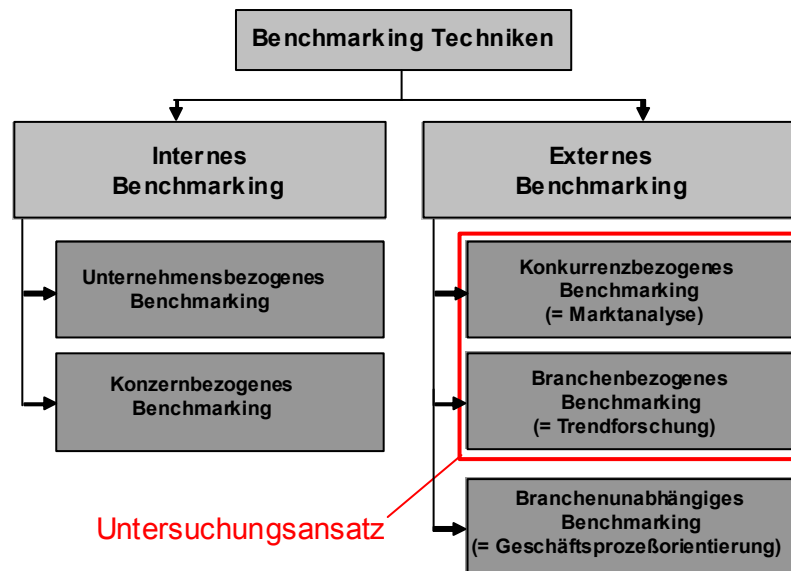 Benchmarking Techniken
Internes
Benchmarking
Unternehmensbezogenes
Benchmarking
Konzernbezogenes
Benchmarking
Externes
Benchmarking
Konkurrenzbezogenes
Benchmarking
(= Marktanalyse)
Branchenbezogenes
Benchmarking
(= Trendforschung)
Branchenunabhängiges
Benchmarking
(= Geschäftsprozeßorientierung)
Untersuchungsansatz